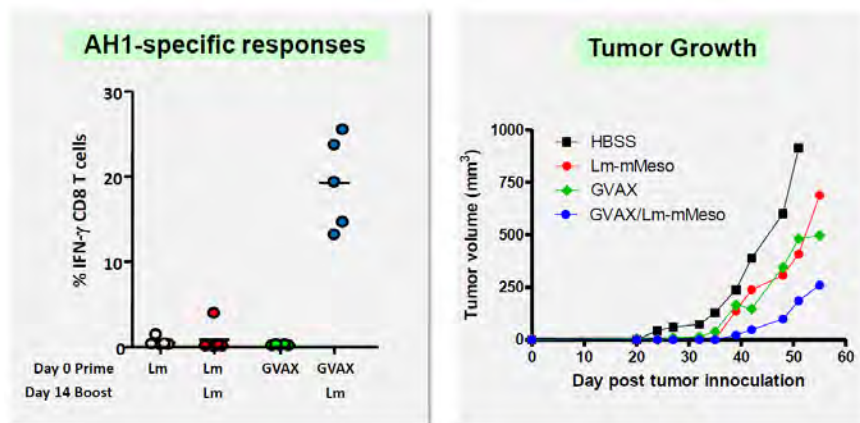 AH1-specific responses
% IFN-γ CD8 T cells
30
20
10
0
Day 0 Prime Lm Lm GVAX GVAX
Day 14 Boost Lm Lm
Tumor Growth
Tumor volume (mm³)
1000
750
500
250
0
HBSS
Lm-mMeso
GVAX
GVAX/Lm-mMeso
0 10 20 30 40 50 60
Day post tumor innoculation